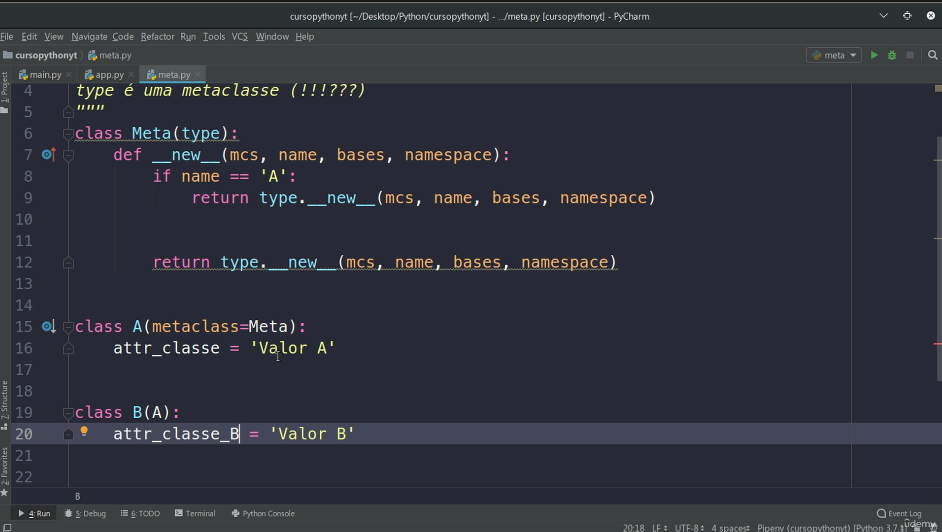 cursopythonyt [~/Desktop/Python/cursopythonyt] - .../meta.py [cursopythonyt] - PyCharm
File Edit View Navigate Code Refactor Run Tools VCS Window Help
cursopythonyt meta.py meta
main.py app.py meta.py
1: Project
4 type é uma metaclasse (!!!???)
5 """
6 class Meta(type):
7 def __new__(mcs, name, bases, namespace):
8 if name == 'A':
9 return type.__new__(mcs, name, bases, namespace)
10
11
12 return type.__new__(mcs, name, bases, namespace)
13
14
15 class A(metaclass=Meta):
16 attr_classe = 'Valor A'
17
18
19 class B(A):
20 attr_classe_B = 'Valor B'
21
22
7: Structure
2: Favorites
B
4: Run 5: Debug 6: TODO Terminal Python Console Event Log
20:18 LF UTF-8 4 spaces Pipenv (cursopythonyt) [Python 3.7
ûdemy